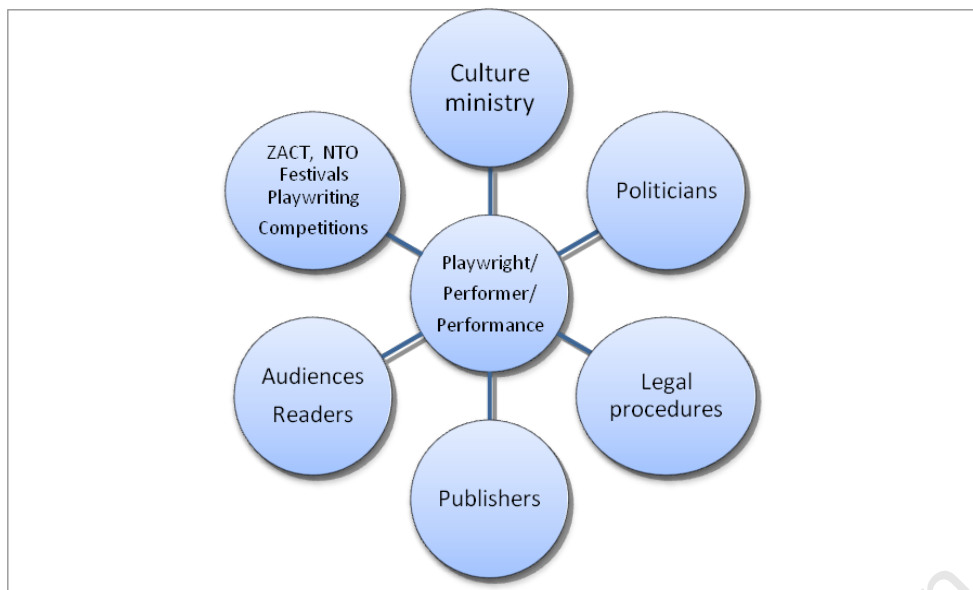 Culture
ministry
ZACT, NTO
Festivals
Playwriting
Competitions
Politicians
Playwright/
Performer/
Performance
Audiences
Readers
Legal
procedures
Publishers